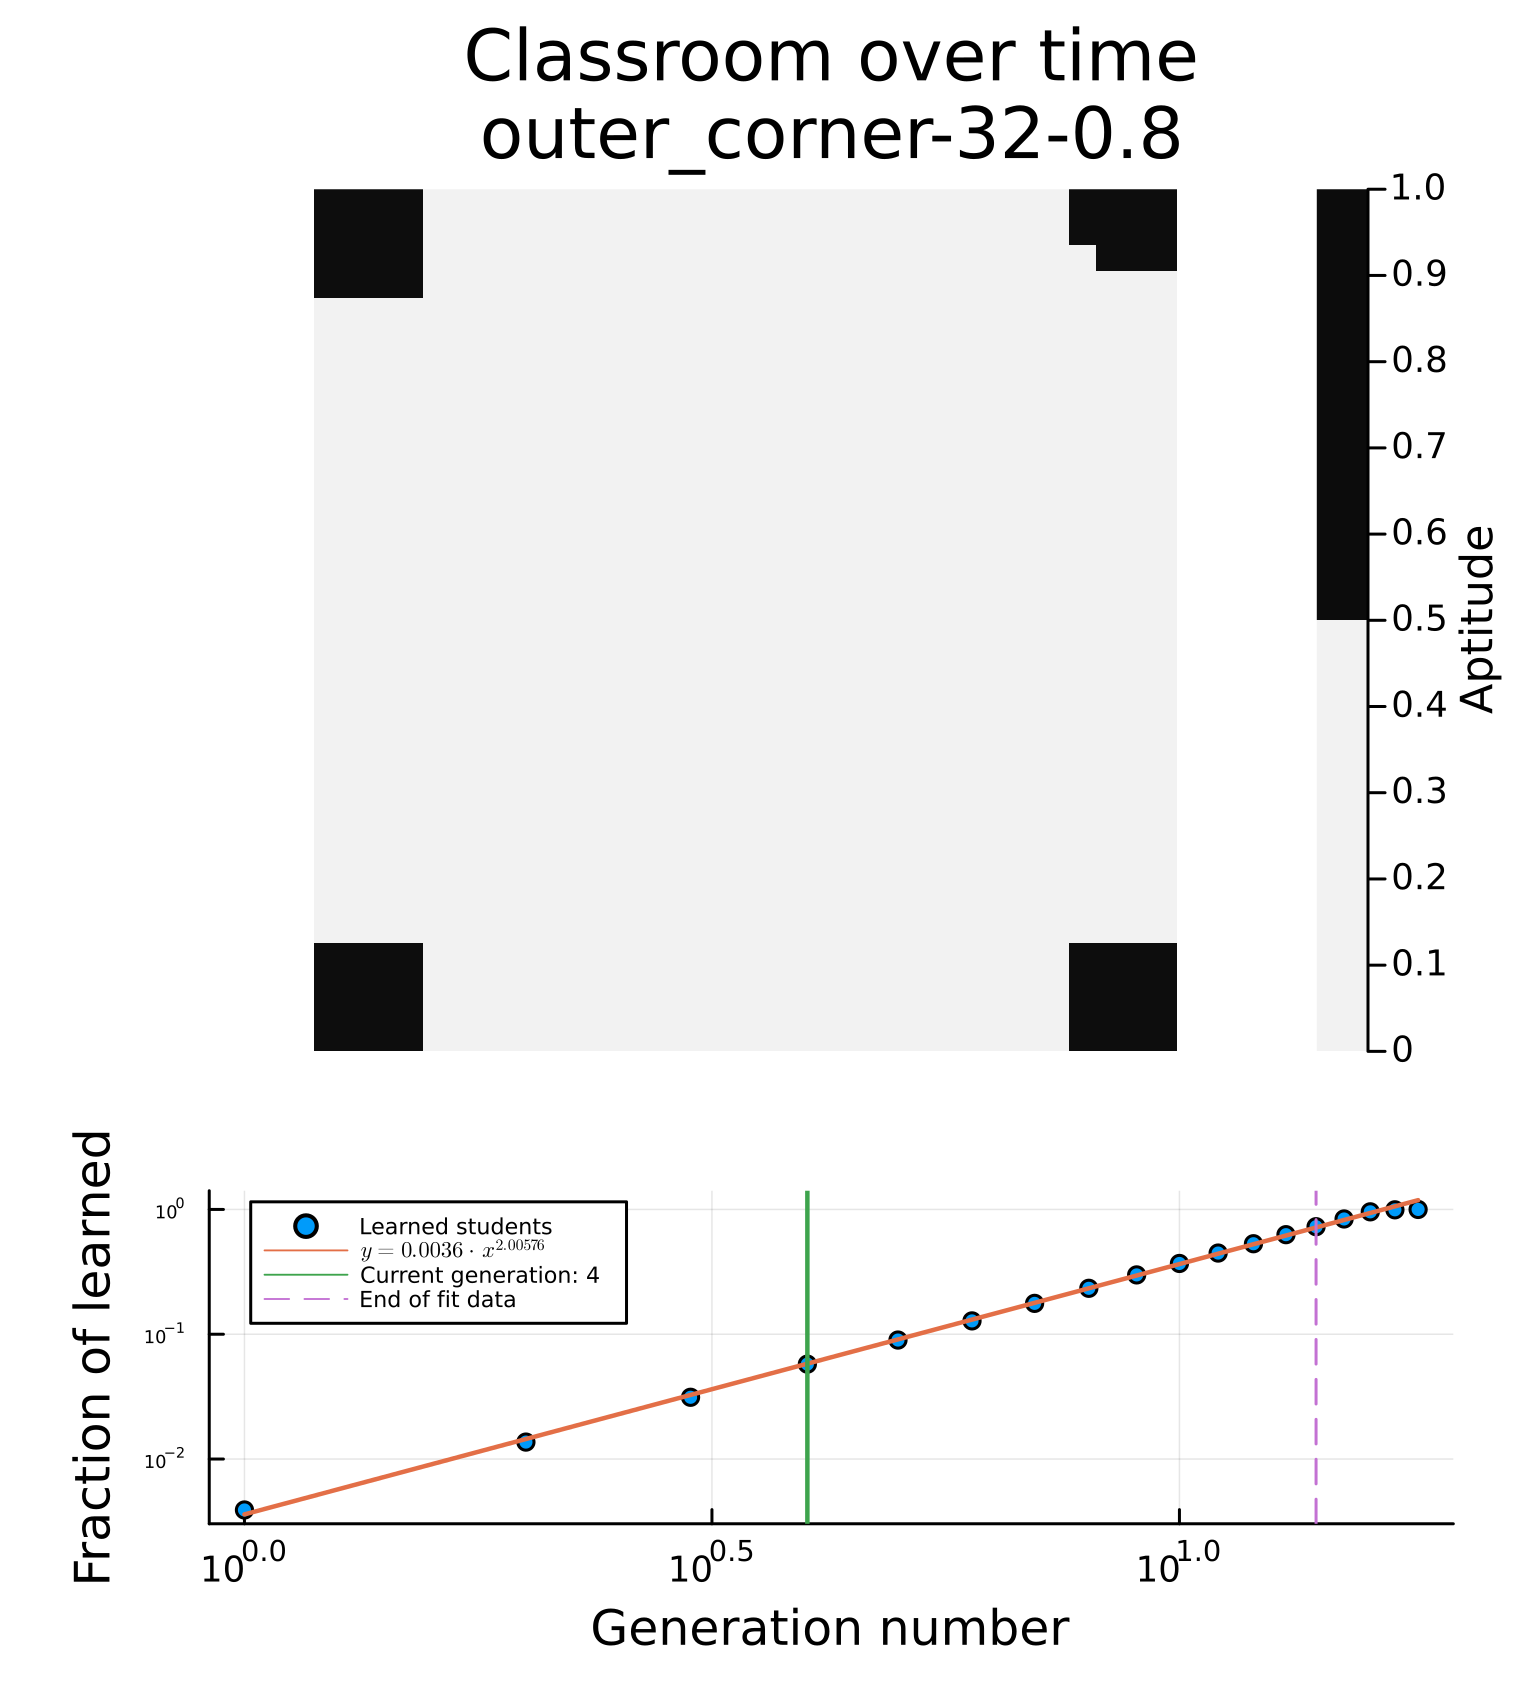 Classroom over time
outer_corner-32-0.8
1.0
0.9
0.8
0.7
0.6
0.5
0.4
0.3
0.2
0.1
0
Aptitude
Fraction of learned
10⁰
10⁻¹
10⁻²
Learned students
y = 0.0036 · x^2.00576
Current generation: 4
End of fit data
10^0.0
10^0.5
10^1.0
Generation number